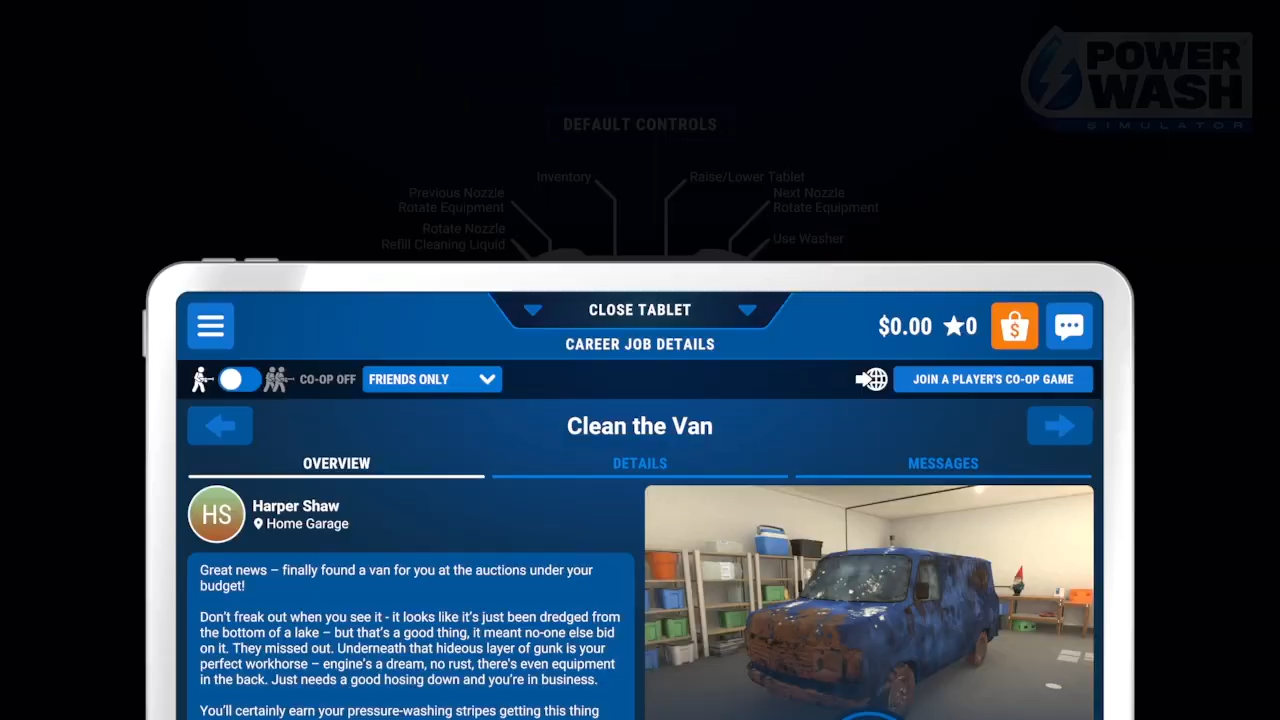 POWER
WASH
SIMULATOR
DEFAULT CONTROLS
Inventory
Raise/Lower Tablet
Previous Nozzle
Rotate Equipment
Next Nozzle
Rotate Equipment
Rotate Nozzle
Refill Cleaning Liquid
Use Washer
CLOSE TABLET
CAREER JOB DETAILS
$0.00 ★0
$
CO-OP OFF
FRIENDS ONLY
JOIN A PLAYER'S CO-OP GAME
Clean the Van
OVERVIEW
DETAILS
MESSAGES
HS
Harper Shaw
Home Garage
Great news – finally found a van for you at the auctions under your
budget!
Don't freak out when you see it - it looks like it's just been dredged from
the bottom of a lake – but that's a good thing, it meant no-one else bid
on it. They missed out. Underneath that hideous layer of gunk is your
perfect workhorse – engine's a dream, no rust, there's even equipment
in the back. Just needs a good hosing down and you're in business.
You'll certainly earn your pressure-washing stripes getting this thing